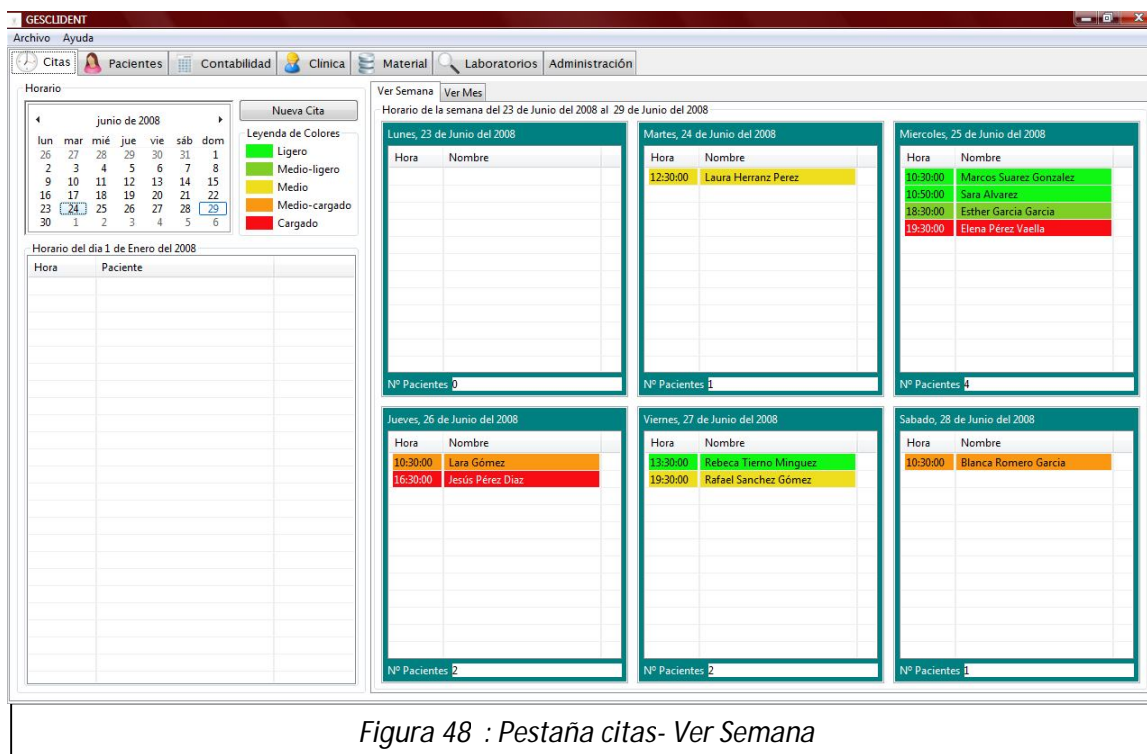 GESCLIDENT
Archivo Ayuda
Citas Pacientes Contabilidad Clínica Material Laboratorios Administración
Horario
junio de 2008
lun mar mié jue vie sáb dom
26 27 28 29 30 31 1
2 3 4 5 6 7 8
9 10 11 12 13 14 15
16 17 18 19 20 21 22
23 24 25 26 27 28 29
30 1 2 3 4 5 6
Nueva Cita
Leyenda de Colores
Ligero
Medio-ligero
Medio
Medio-cargado
Cargado
Horario del dia 1 de Enero del 2008
Hora Paciente
Ver Semana Ver Mes
Horario de la semana del 23 de Junio del 2008 al 29 de Junio del 2008
Lunes, 23 de Junio del 2008
Hora Nombre
Nº Pacientes 0
Martes, 24 de Junio del 2008
Hora Nombre
12:30:00 Laura Herranz Perez
Nº Pacientes 1
Miercoles, 25 de Junio del 2008
Hora Nombre
10:30:00 Marcos Suarez Gonzalez
10:50:00 Sara Alvarez
18:30:00 Esther Garcia Garcia
19:30:00 Elena Pérez Vaella
Nº Pacientes 4
Jueves, 26 de Junio del 2008
Hora Nombre
10:30:00 Lara Gómez
16:30:00 Jesús Pérez Diaz
Nº Pacientes 2
Viernes, 27 de Junio del 2008
Hora Nombre
13:30:00 Rebeca Tierno Minguez
19:30:00 Rafael Sanchez Gómez
Nº Pacientes 2
Sabado, 28 de Junio del 2008
Hora Nombre
10:30:00 Blanca Romero Garcia
Nº Pacientes 1
Figura 48 : Pestaña citas- Ver Semana